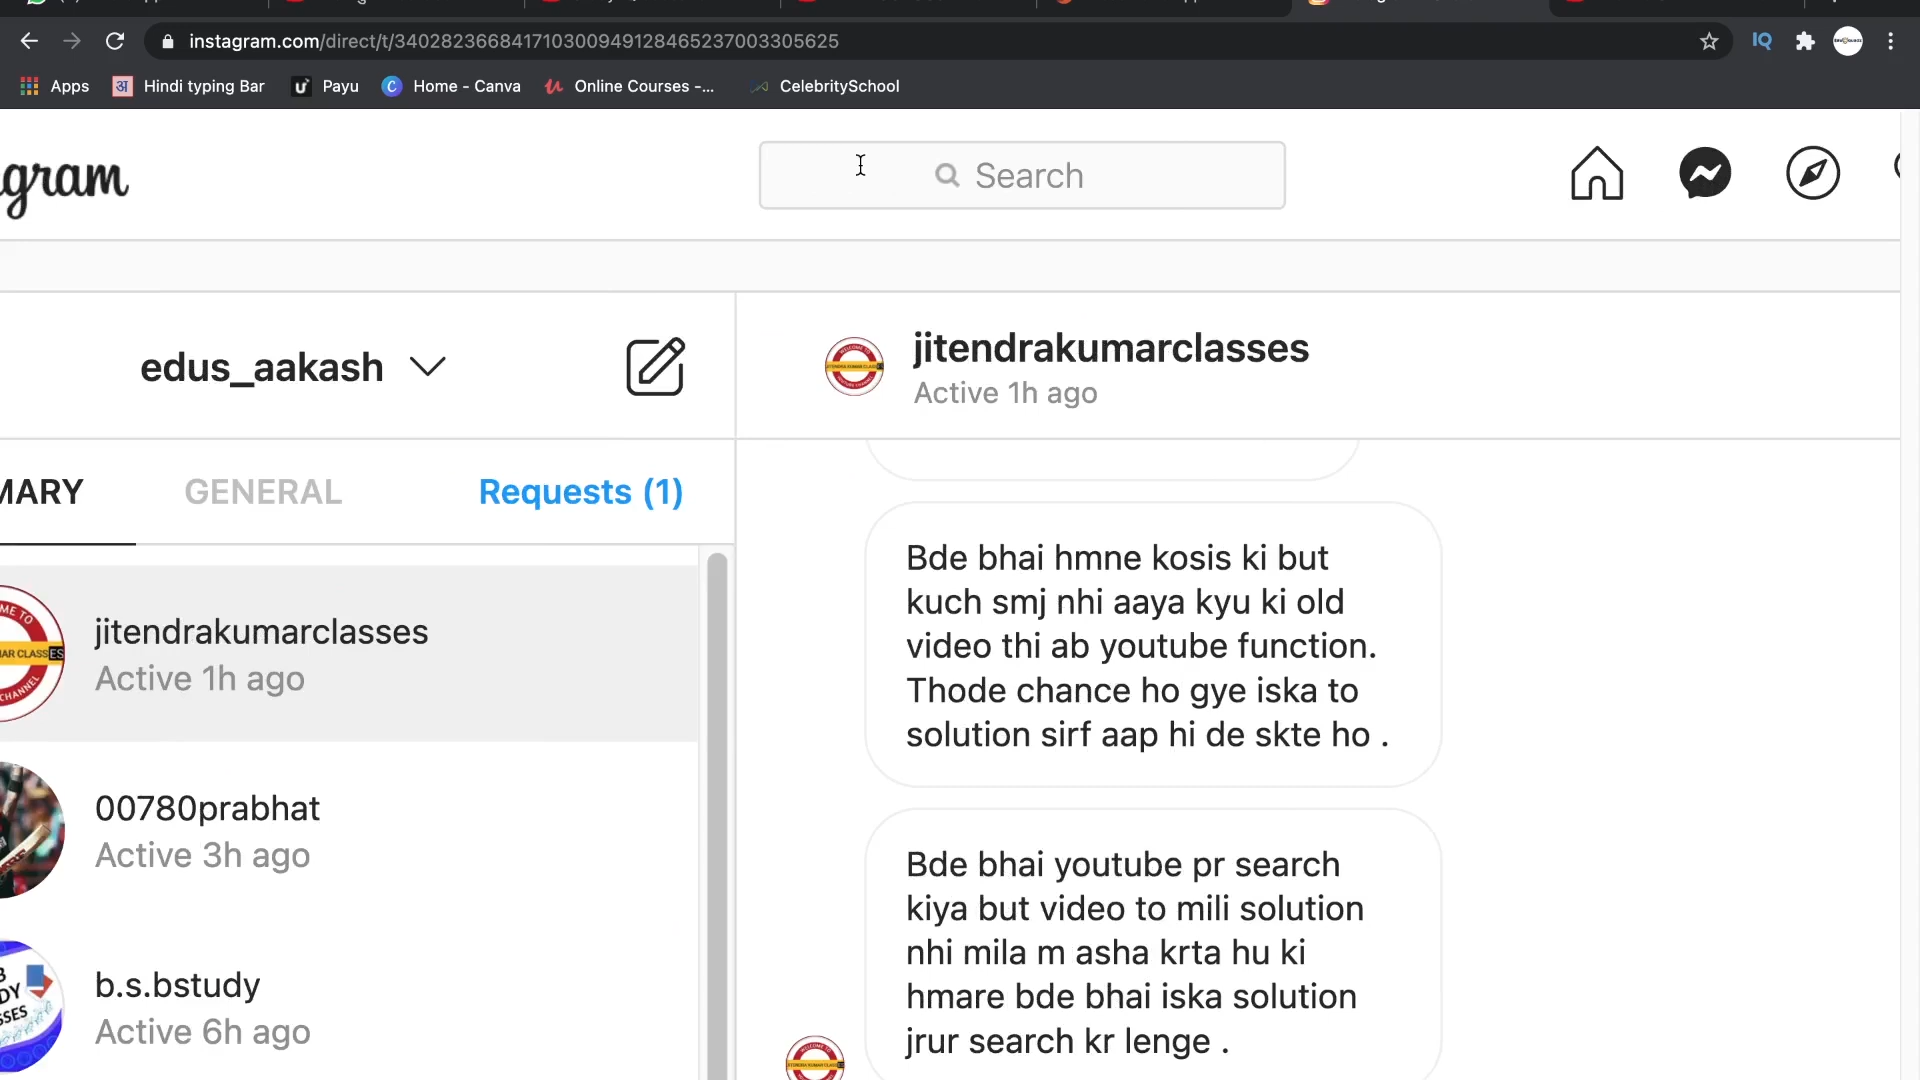 instagram.com/direct/t/340282366841710300949128465237003305625
IQ
Apps
अ
Hindi typing Bar
Payu
C
Home - Canva
Online Courses -...
CelebritySchool
gram
Search
edus_aakash
jitendrakumarclasses
Active 1h ago
MARY
GENERAL
Requests (1)
jitendrakumarclasses
Active 1h ago
00780prabhat
Active 3h ago
b.s.bstudy
Active 6h ago
Bde bhai hmne kosis ki but
kuch smj nhi aaya kyu ki old
video thi ab youtube function.
Thode chance ho gye iska to
solution sirf aap hi de skte ho .
Bde bhai youtube pr search
kiya but video to mili solution
nhi mila m asha krta hu ki
hmare bde bhai iska solution
jrur search kr lenge .